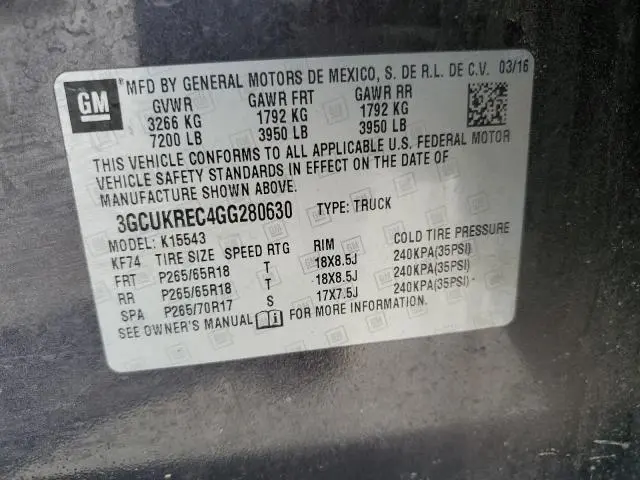 GM
®MFD BY GENERAL MOTORS DE MEXICO, S. DE R.L. DE C.V. 03/16
GVWR GAWR FRT GAWR RR
3266 KG 1792 KG 1792 KG
7200 LB 3950 LB 3950 LB
THIS VEHICLE CONFORMS TO ALL APPLICABLE U.S. FEDERAL MOTOR
VEHICLE SAFETY STANDARDS IN EFFECT ON THE DATE OF
MANUFACTURE SHOWN ABOVE.
3GCUKREC4GG280630 TYPE: TRUCK
MODEL: K15543
KF74 TIRE SIZE SPEED RTG RIM COLD TIRE PRESSURE
FRT P265/65R18 T 18X8.5J 240KPA(35PSI)
RR P265/65R18 T 18X8.5J 240KPA(35PSI)
SPA P265/70R17 S 17X7.5J 240KPA(35PSI)
SEE OWNER'S MANUAL FOR MORE INFORMATION.